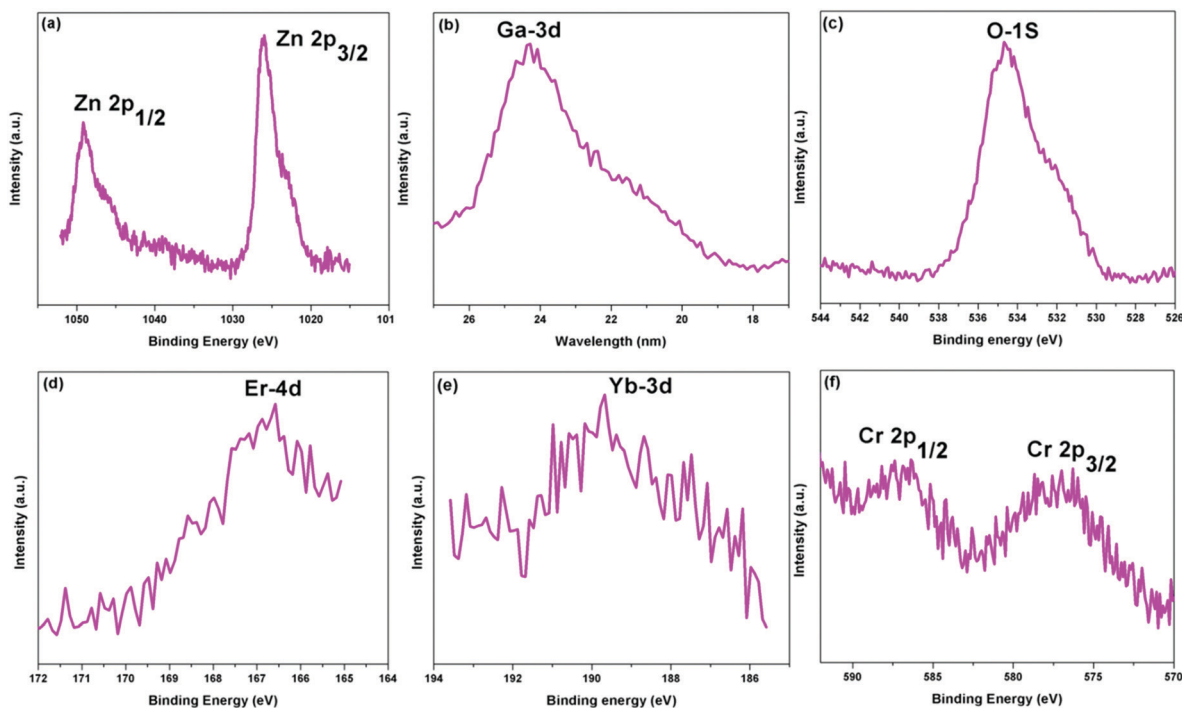 (a)
Zn 2p3/2
Zn 2p1/2
Intensity (a.u.)
1050 1040 1030 1020 101
Binding Energy (eV)
(b)
Ga-3d
Intensity (a.u.)
26 24 22 20 18
Wavelength (nm)
(c)
O-1S
Intensity (a.u.)
544 542 540 538 536 534 532 530 528 526
Binding energy (eV)
(d)
Er-4d
Intensity (a.u.)
172 171 170 169 168 167 166 165 164
Binding Energy (eV)
(e)
Yb-3d
Intensity (a.u.)
194 192 190 188 186
Binding energy (eV)
(f)
Cr 2p1/2
Cr 2p3/2
Intensity (a.u.)
590 585 580 575 570
Binding Energy (eV)